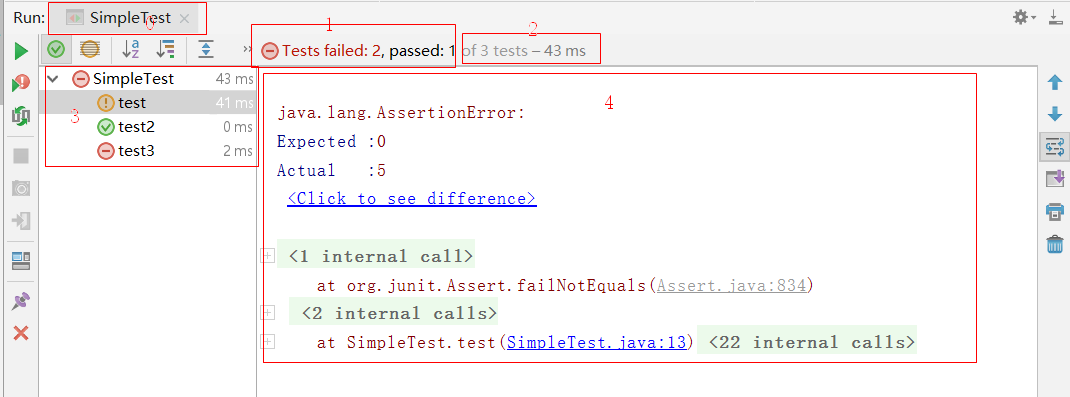 Run: SimpleTest
6
1
2
Tests failed: 2, passed: 1 of 3 tests – 43 ms
SimpleTest 43 ms
test 41 ms
3
test2 0 ms
test3 2 ms
4
java.lang.AssertionError:
Expected :0
Actual :5
<Click to see difference>
<1 internal call>
at org.junit.Assert.failNotEquals(Assert.java:834)
<2 internal calls>
at SimpleTest.test(SimpleTest.java:13) <22 internal calls>